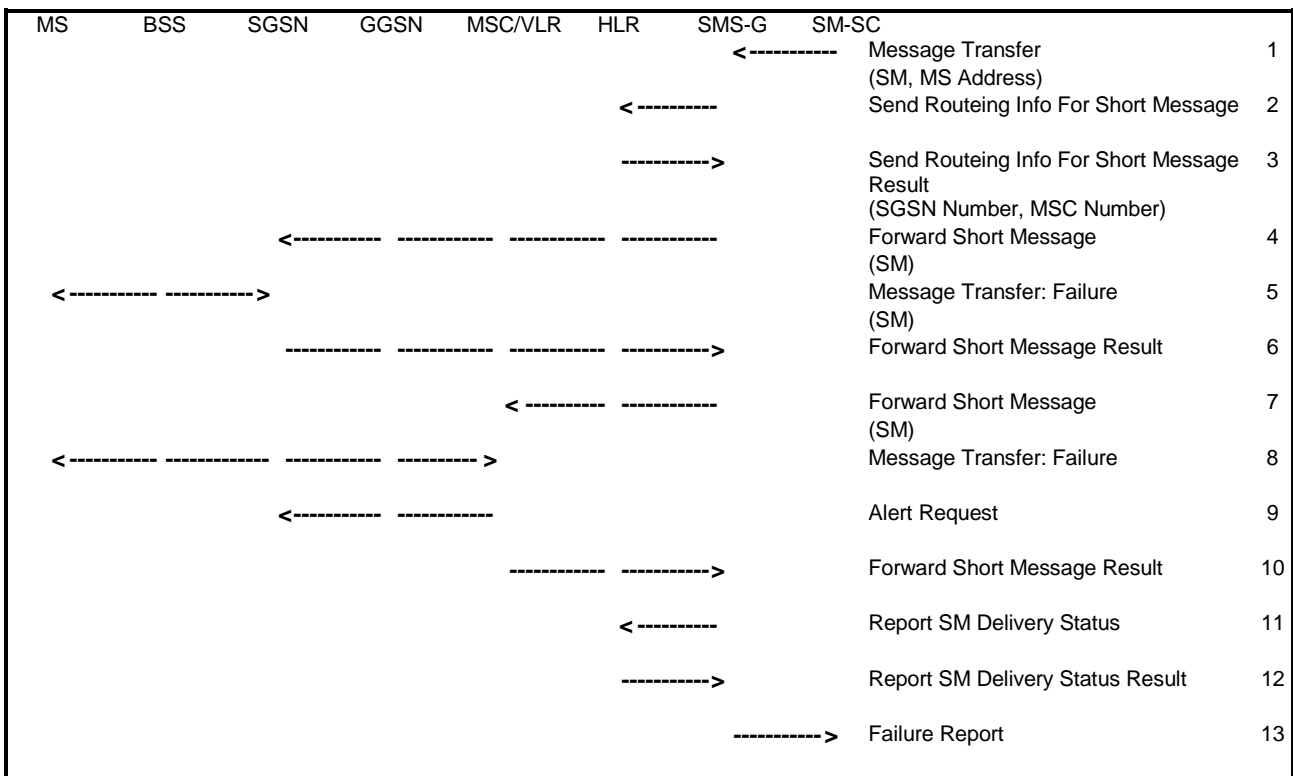 MS BSS SGSN GGSN MSC/VLR HLR SMS-G SM-SC
Message Transfer 1
(SM, MS Address)
Send Routeing Info For Short Message 2
Send Routeing Info For Short Message 3
Result
(SGSN Number, MSC Number)
Forward Short Message 4
(SM)
Message Transfer: Failure 5
(SM)
Forward Short Message Result 6
Forward Short Message 7
(SM)
Message Transfer: Failure 8
Alert Request 9
Forward Short Message Result 10
Report SM Delivery Status 11
Report SM Delivery Status Result 12
Failure Report 13